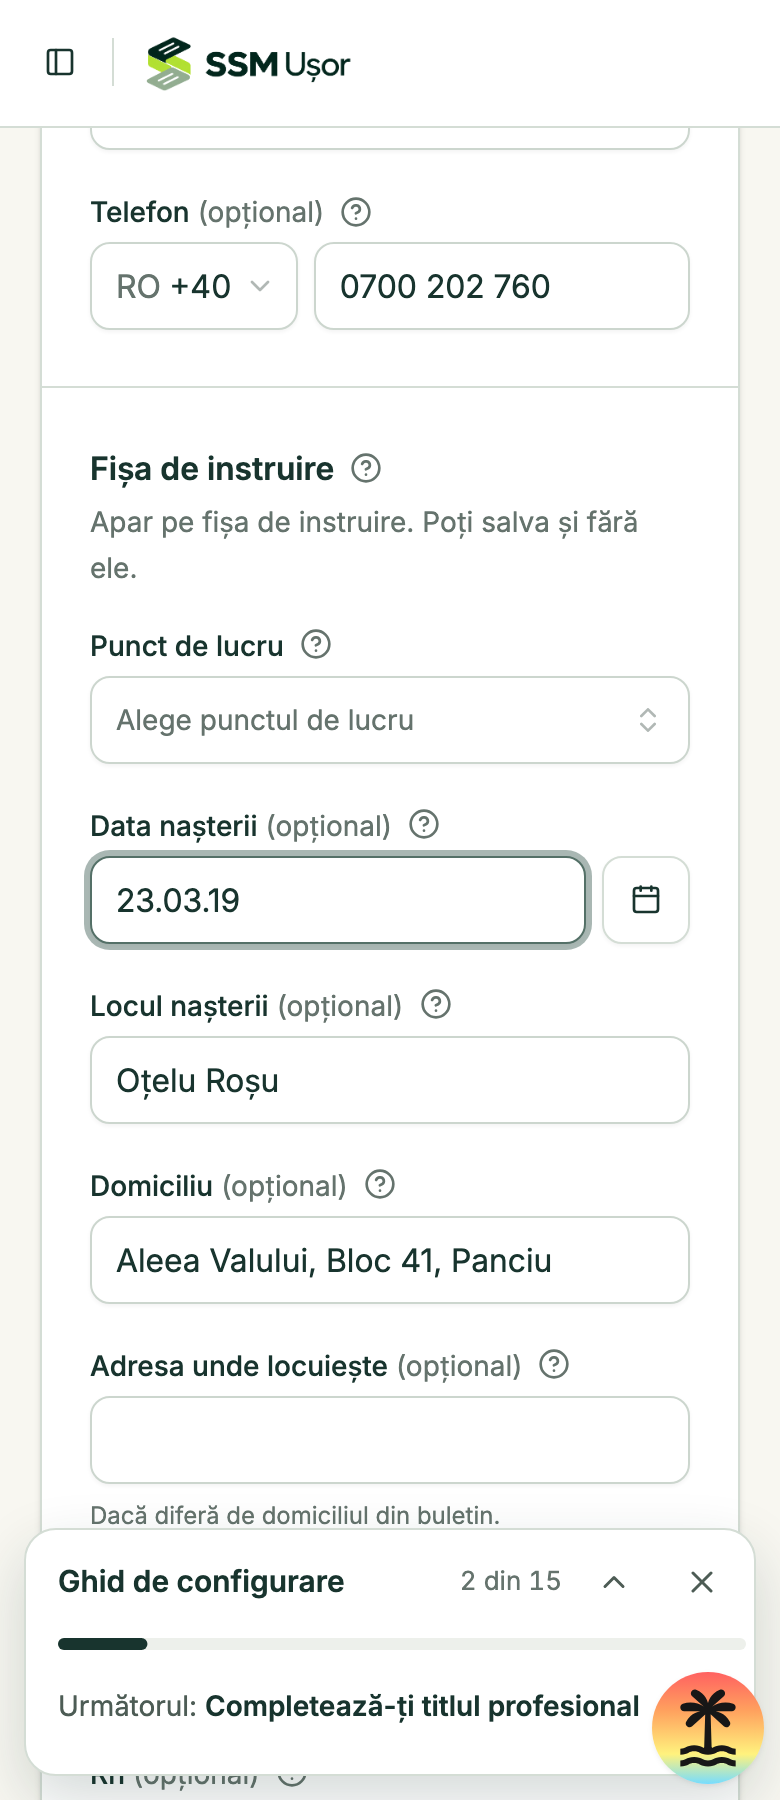 SSM Ușor
Telefon (opțional)
RO +40
0700 202 760
Fișa de instruire
Apar pe fișa de instruire. Poți salva și fără
ele.
Punct de lucru
Alege punctul de lucru
Data nașterii (opțional)
23.03.19
Locul nașterii (opțional)
Oțelu Roșu
Domiciliu (opțional)
Aleea Valului, Bloc 41, Panciu
Adresa unde locuiește (opțional)
Dacă diferă de domiciliul din buletin.
Ghid de configurare
2 din 15
Următorul: Completează-ți titlul profesional
(opțional)